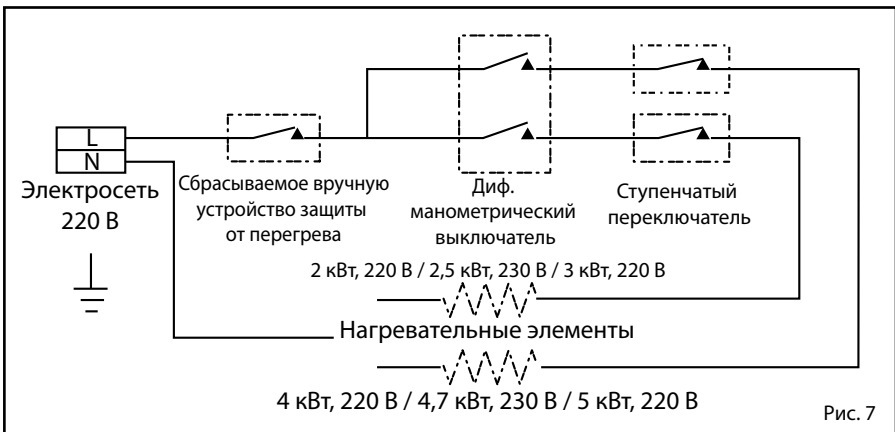 L
N
Электросеть
220 В
Сбрасываемое вручную
устройство защиты
от перегрева
Диф.
манометрический
выключатель
Ступенчатый
переключатель
2 кВт, 220 В / 2,5 кВт, 230 В / 3 кВт, 220 В
Нагревательные элементы
4 кВт, 220 В / 4,7 кВт, 230 В / 5 кВт, 220 В
Рис. 7